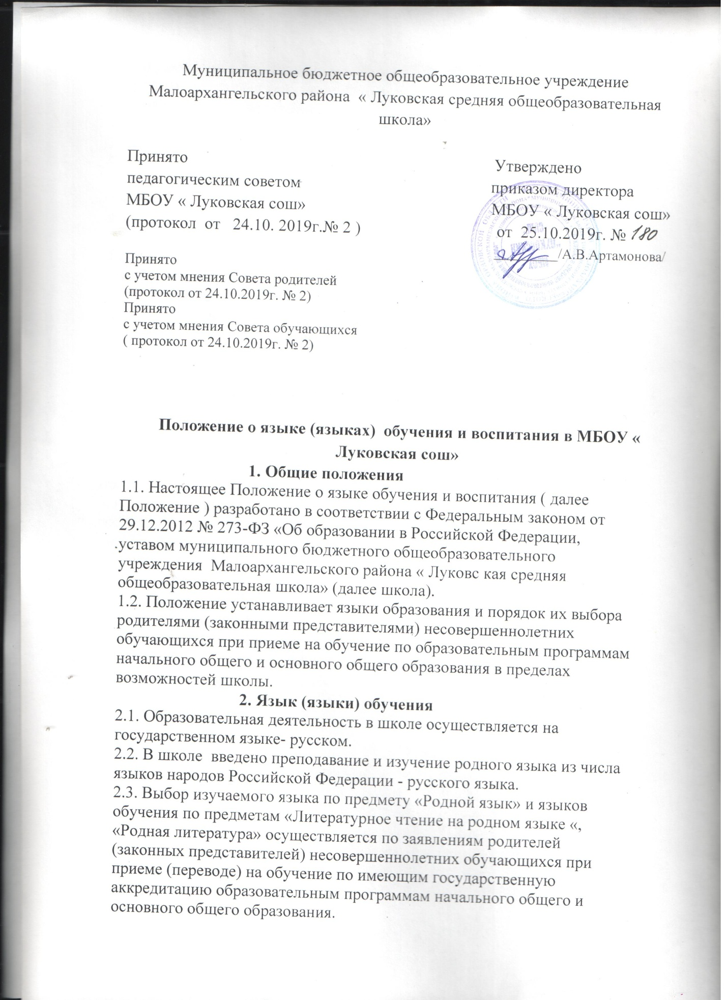 Муниципальное бюджетное общеобразовательное учреждение
Малоархангельского района « Луковская средняя общеобразовательная
школа»
Принято
педагогическим советом
МБОУ « Луковская сош»
(протокол от 24.10. 2019г.№ 2 )
Утверждено
приказом директора
МБОУ « Луковская сош»
от 25.10.2019г. № 180
/А.В.Артамонова/
Принято
с учетом мнения Совета родителей
(протокол от 24.10.2019г. № 2)
Принято
с учетом мнения Совета обучающихся
( протокол от 24.10.2019г. № 2)
Положение о языке (языках) обучения и воспитания в МБОУ «
Луковская сош»
1. Общие положения
1.1. Настоящее Положение о языке обучения и воспитания ( далее
Положение ) разработано в соответствии с Федеральным законом от
29.12.2012 № 273-ФЗ «Об образовании в Российской Федерации,
уставом муниципального бюджетного общеобразовательного
учреждения Малоархангельского района « Луковс кая средняя
общеобразовательная школа» (далее школа).
1.2. Положение устанавливает языки образования и порядок их выбора
родителями (законными представителями) несовершеннолетних
обучающихся при приеме на обучение по образовательным программам
начального общего и основного общего образования в пределах
возможностей школы.
2. Язык (языки) обучения
2.1. Образовательная деятельность в школе осуществляется на
государственном языке- русском.
2.2. В школе введено преподавание и изучение родного языка из числа
языков народов Российской Федерации - русского языка.
2.3. Выбор изучаемого языка по предмету «Родной язык» и языков
обучения по предметам «Литературное чтение на родном языке «,
«Родная литература» осуществляется по заявлениям родителей
(законных представителей) несовершеннолетних обучающихся при
приеме (переводе) на обучение по имеющим государственную
аккредитацию образовательным программам начального общего и
основного общего образования.